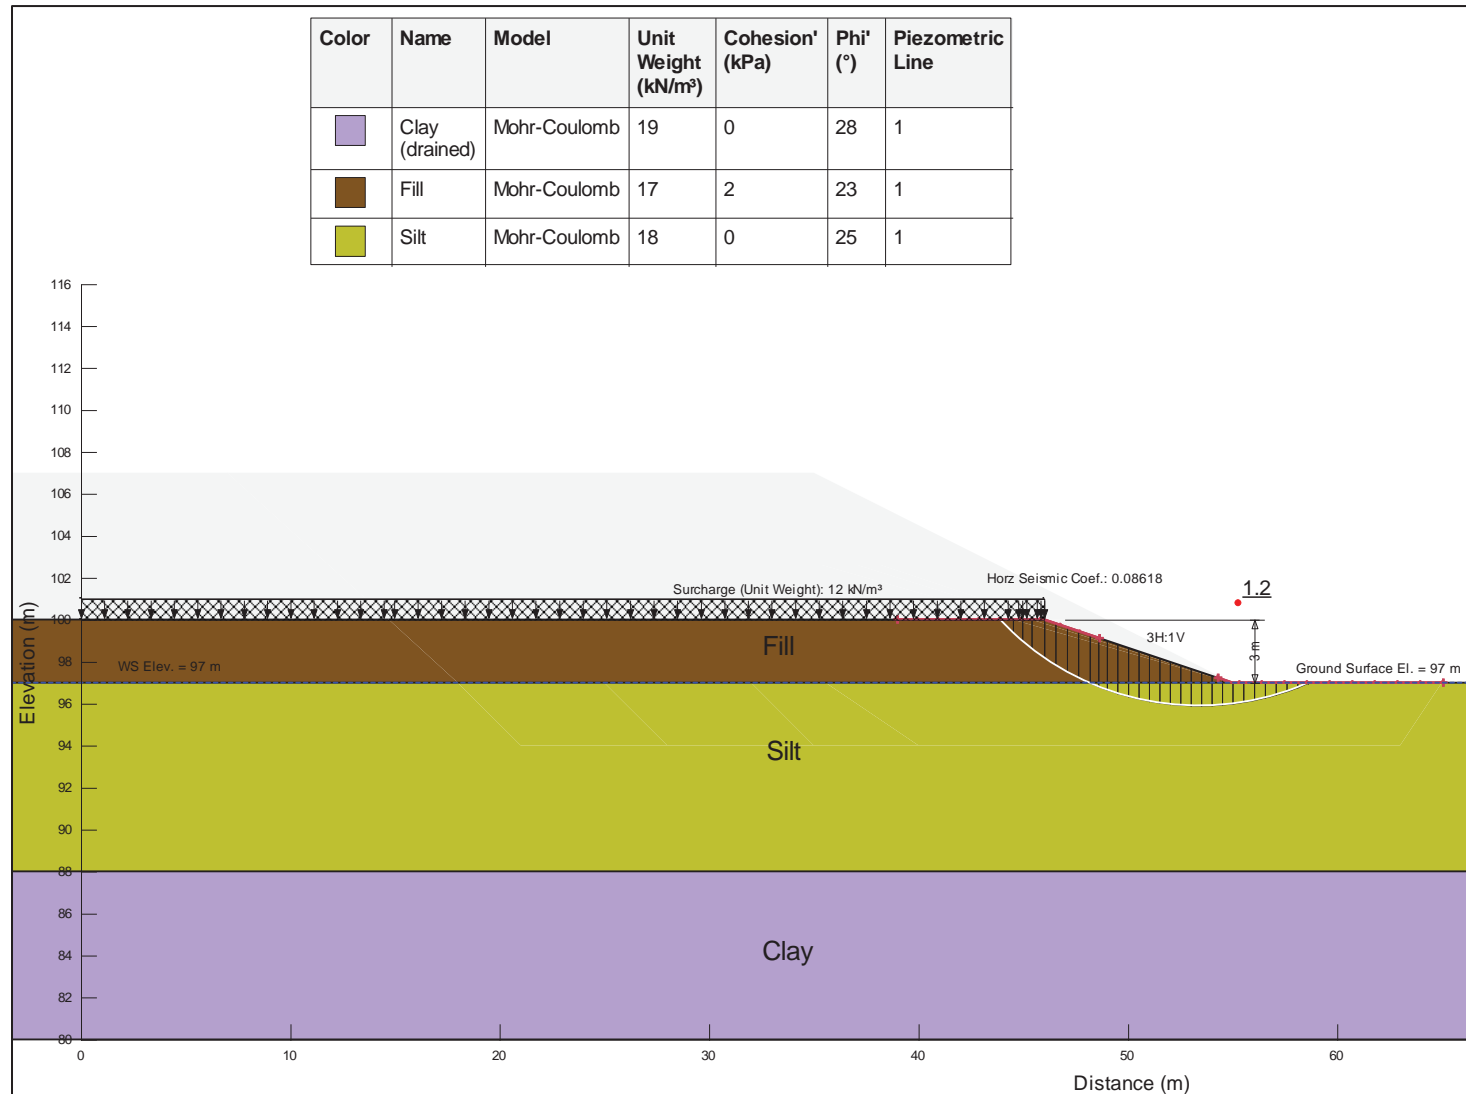 Color Name Model Unit Weight (kN/m³) Cohesion' (kPa) Phi' (°) Piezometric Line
Clay (drained) Mohr-Coulomb 19 0 28 1
Fill Mohr-Coulomb 17 2 23 1
Silt Mohr-Coulomb 18 0 25 1
116
114
112
110
108
106
104
102
100
98
96
94
92
90
88
86
84
82
80
Elevation (m)
Horz Seismic Coef.: 0.08618
Surcharge (Unit Weight): 12 kN/m³
1.2
Fill
3H:1V
3 m
WS Elev. = 97 m
Ground Surface El. = 97 m
Silt
Clay
0 10 20 30 40 50 60
Distance (m)